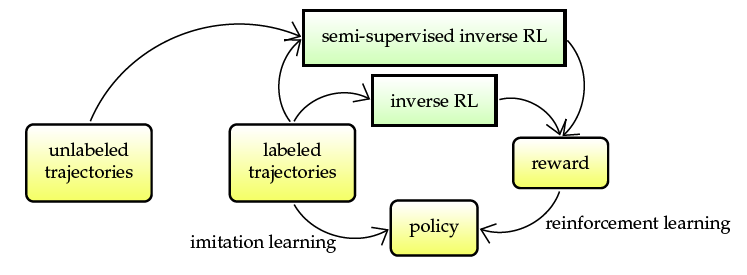 semi-supervised inverse RL
inverse RL
unlabeled
trajectories
labeled
trajectories
reward
policy
imitation learning
reinforcement learning